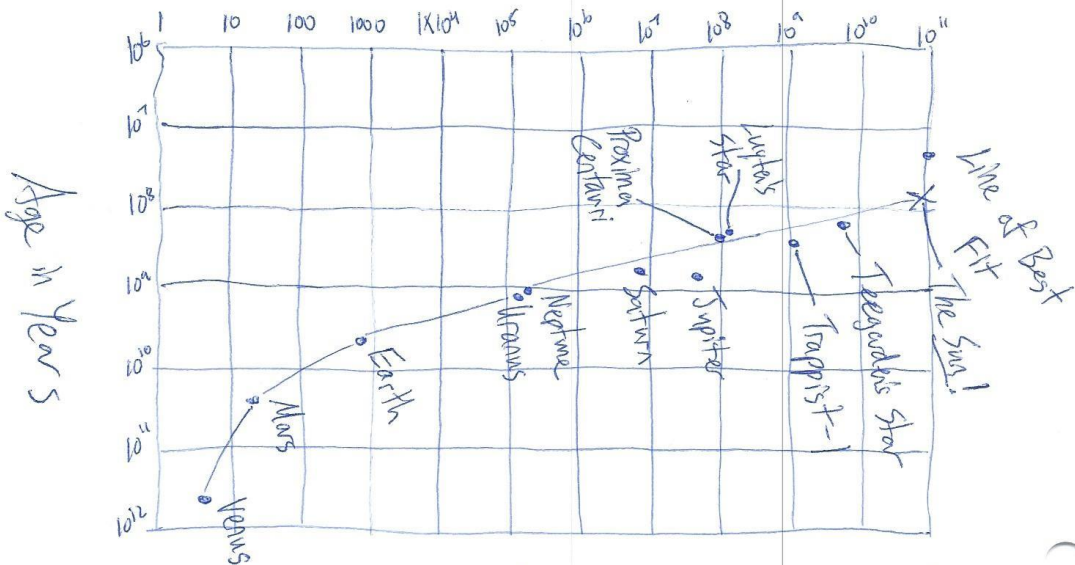 1 10 100 1000 1X10⁴ 10⁵ 10⁶ 10⁷ 10⁸ 10⁹ 10¹⁰ 10¹¹
10⁶
10⁷
10⁸
10⁹
10¹⁰
10¹¹
10¹²
Age in Years
Line of Best
Fit
The Sun!
Luyten's
Star
Proxima
Centauri
Teegarden's Star
Trappist-1
Jupiter
Saturn
Neptune
Uranus
Earth
Mars
Venus